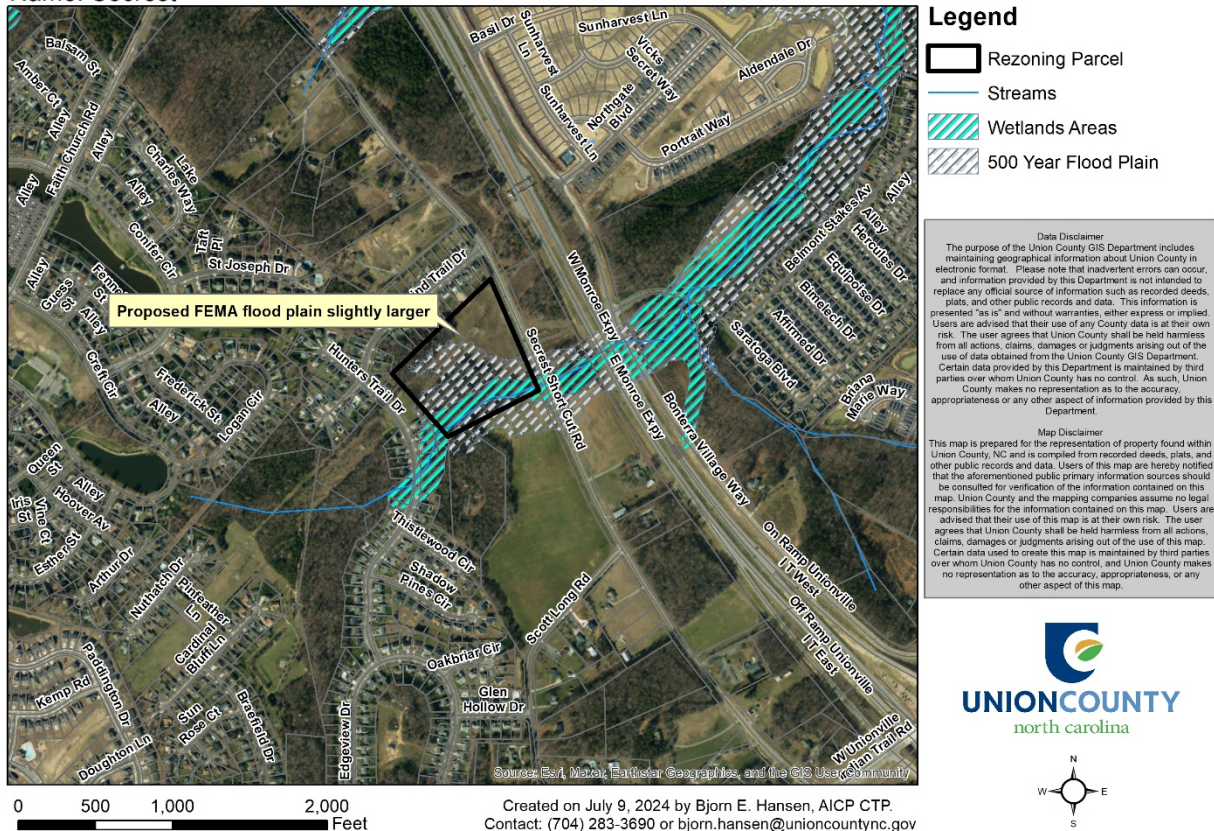 Name: Secrest
Legend
Rezoning Parcel
Streams
Wetlands Areas
500 Year Flood Plain
Data Disclaimer
The purpose of the Union County GIS Department includes
maintaining geographical information about Union County in
electronic format. Please note that inadvertent errors can occur,
and information provided by this Department is not intended to
replace any official source of information such as recorded deeds,
plats, and other public records and data. This information is
presented "as is" and without warranties, either express or implied.
Users are advised that their use of any County data is at their own
risk. The user agrees that Union County shall be held harmless
from all actions, claims, damages or judgments arising out of the
use of data obtained from the Union County GIS Department.
Certain data provided by this Department is maintained by third
parties over whom Union County has no control. As such, Union
County makes no representation as to the accuracy,
appropriateness or any other aspect of information provided by this
Department.
Map Disclaimer
This map is prepared for the representation of property found within
Union County, NC and is compiled from recorded deeds, plats, and
other public records and data. Users of this map are hereby notified
that the aforementioned public primary information sources should
be consulted for verification of the information contained on this
map. Union County and the mapping companies assume no legal
responsibilities for the information contained on this map. Users are
advised that their use of this map is at their own risk. The user
agrees that Union County shall be held harmless from all actions,
claims, damages or judgments arising out of the use of this map.
Certain data used to create this map is maintained by third parties
over whom Union County has no control, and Union County makes
no representation as to the accuracy, appropriateness, or any
other aspect of this map.
UNIONCOUNTY
north carolina
N
W E
S
Balsam St
Amber Ct
Alley
Faith Church Rd
Alley
Alley
Charles Way
Lake
Alley
Conifer Cir
Taft
Pl
St Joseph Dr
Alley
Guess
St
Alley
Croft Cir
Frederick St
Alley
Logan Cir
Hunters Trail Dr
Proposed FEMA flood plain slightly larger
Basil Dr
Sunharvest Ln
Sunharvest
Ln
Vicks
Secret Way
Aldendale Dr
Northgate
Blvd
Sunharvest Ln
Portrait Way
W Monroe Expy
E Monroe Expy
Secrest Short Cut Rd
Belmont Stakes Av
Alley
Alley
Hercules Dr
Equipoise Dr
Bimelech Dr
Affirmed Dr
Saratoga Blvd
Briana
Marie Way
Bonterra Village Way
On Ramp Unionville
I T West
Off Ramp Unionville
I T East
W Unionville
Indian Trail Rd
Queen
St
Alley
Hoover Av
Iris
St
Vine Ct
Esther St
Arthur Dr
Nuthatch Dr
Pinfeather
Ln
Cardinal
Bluff Ln
Thistlewood Cir
Shadow
Pines Cir
Scott Long Rd
Oakbriar Cir
Glen
Hollow Dr
Edgeview Dr
Paddington Dr
Kemp Rd
Sun
Rose Ct
Braefield Dr
Doughton Ln
Source: Esri, Maxar, Earthstar Geographics, and the GIS User Community
0 500 1,000 2,000
Feet
Created on July 9, 2024 by Bjorn E. Hansen, AICP CTP.
Contact: (704) 283-3690 or bjorn.hansen@unioncountync.gov